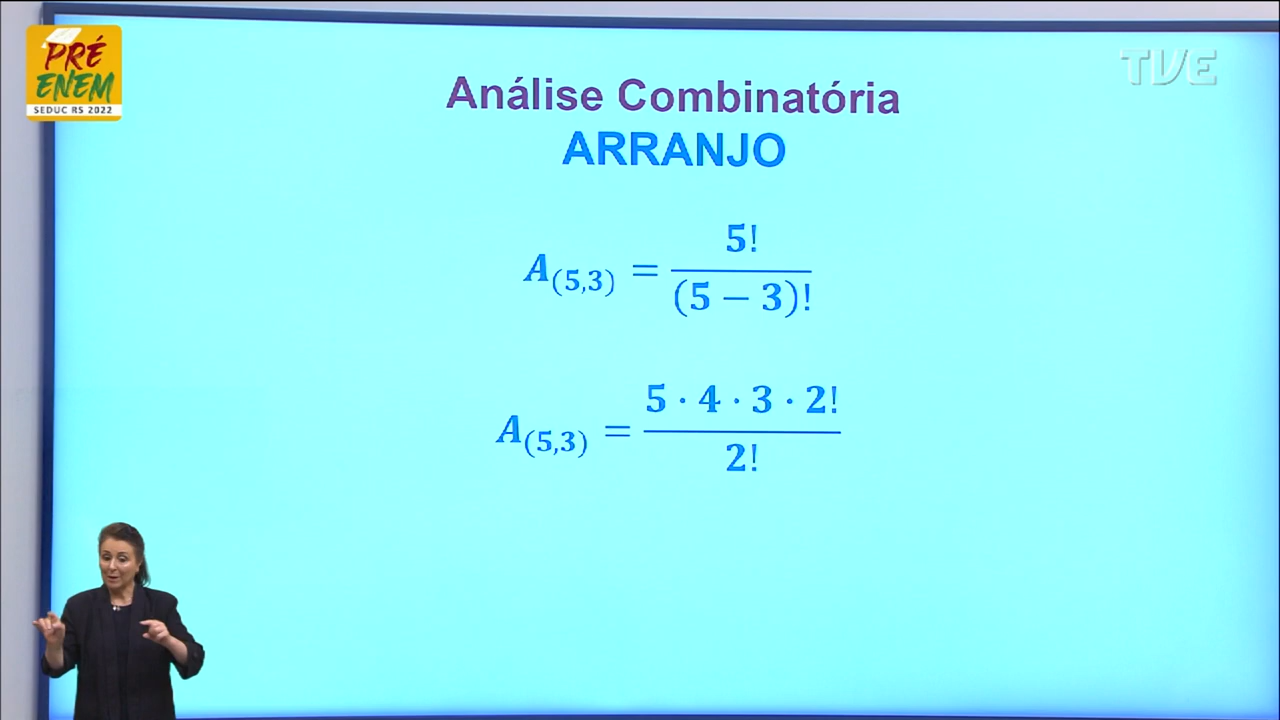 PRÉ
ENEM
SEDUC RS 2022
TVE
Análise Combinatória
ARRANJO
A(5,3) = 5! / (5 − 3)!
A(5,3) = 5 · 4 · 3 · 2! / 2!